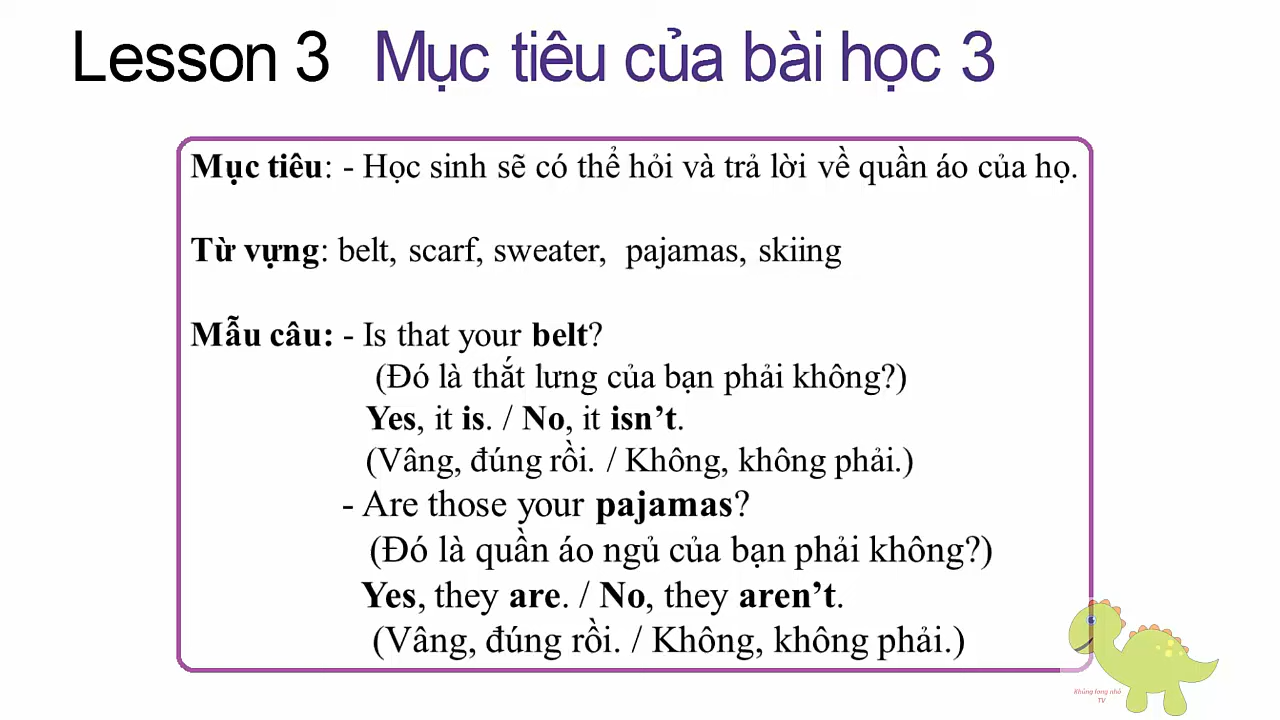 Lesson 3 Mục tiêu của bài học 3
Mục tiêu: - Học sinh sẽ có thể hỏi và trả lời về quần áo của họ.
Từ vựng: belt, scarf, sweater, pajamas, skiing
Mẫu câu: - Is that your belt?
(Đó là thắt lưng của bạn phải không?)
Yes, it is. / No, it isn’t.
(Vâng, đúng rồi. / Không, không phải.)
- Are those your pajamas?
(Đó là quần áo ngủ của bạn phải không?)
Yes, they are. / No, they aren’t.
(Vâng, đúng rồi. / Không, không phải.)
Khủng long nhỏ
TV